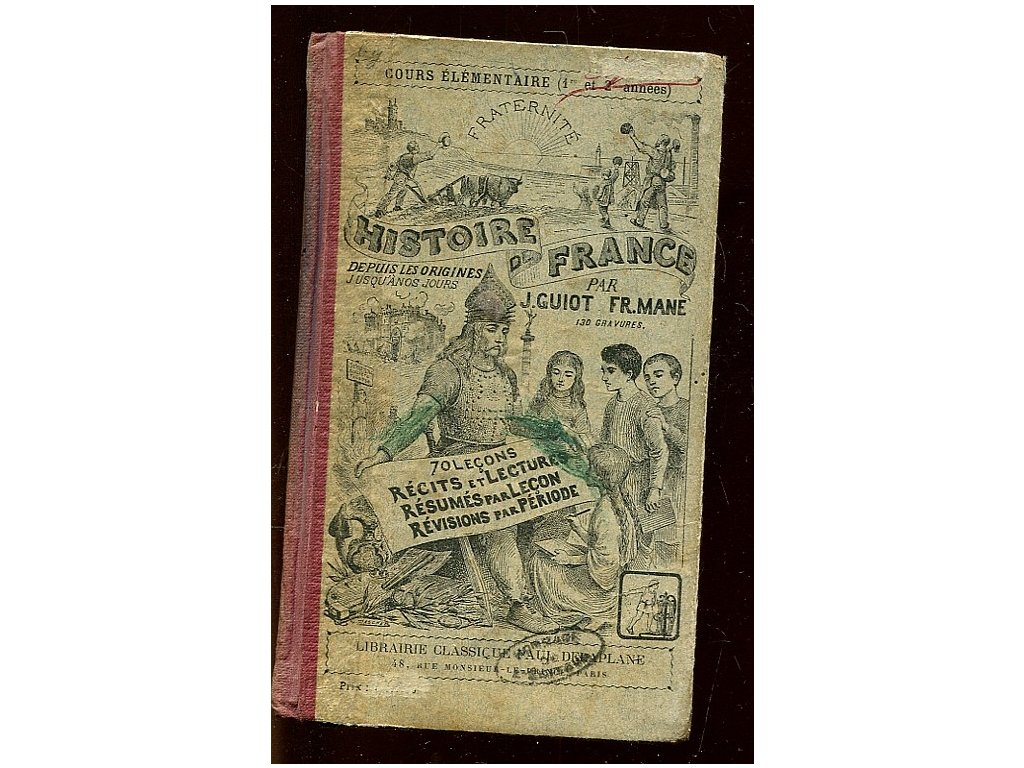 COURS ÉLÉMENTAIRE (1re et 2e années)
FRATERNITÉ
HISTOIRE DE FRANCE
DEPUIS LES ORIGINES
JUSQU'À NOS JOURS
PAR
J. GUIOT FR. MANE
130 GRAVURES.
70 LEÇONS
RÉCITS ET LECTURES
RÉSUMÉS PAR LEÇON
RÉVISIONS PAR PÉRIODE
LIBRAIRIE CLASSIQUE PAUL DELAPLANE
48, RUE MONSIEUR-LE-PRINCE, PARIS
Prix :